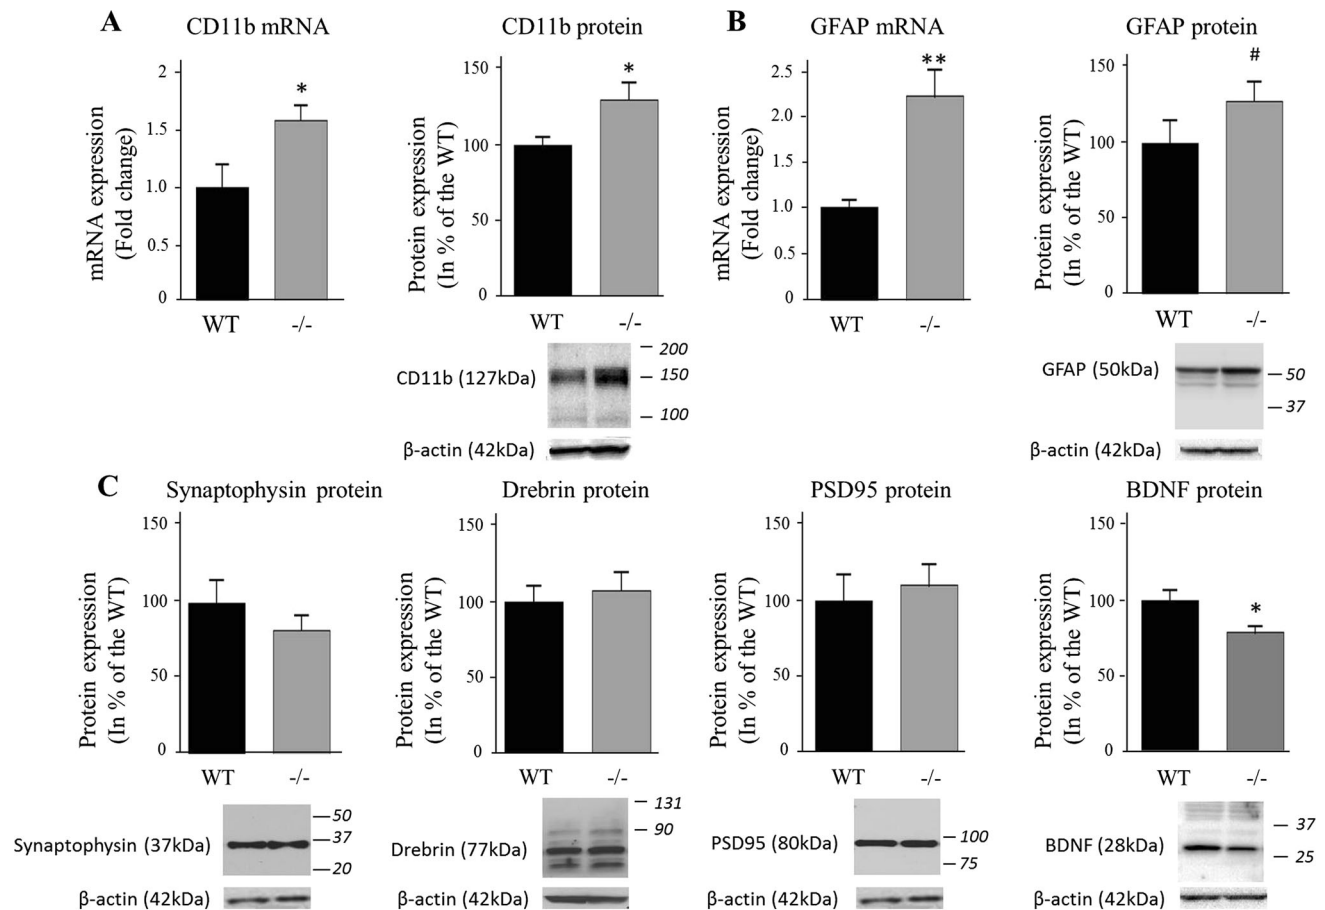 A
CD11b mRNA
mRNA expression
(Fold change)
2
1.5
1.0
0.5
0
*
WT
-/-
CD11b protein
Protein expression
(In % of the WT)
150
100
50
0
*
WT
-/-
CD11b (127kDa)
200
150
100
β-actin (42kDa)
B
GFAP mRNA
mRNA expression
(Fold change)
2.5
2.0
1.5
1.0
0.5
0
**
WT
-/-
GFAP protein
Protein expression
(In % of the WT)
150
100
50
0
#
WT
-/-
GFAP (50kDa)
50
37
β-actin (42kDa)
C
Synaptophysin protein
Protein expression
(In % of the WT)
150
100
50
0
WT
-/-
Synaptophysin (37kDa)
50
37
20
β-actin (42kDa)
Drebrin protein
Protein expression
(In % of the WT)
150
100
50
0
WT
-/-
Drebrin (77kDa)
131
90
β-actin (42kDa)
PSD95 protein
Protein expression
(In % of the WT)
150
100
50
0
WT
-/-
PSD95 (80kDa)
100
75
β-actin (42kDa)
BDNF protein
Protein expression
(In % of the WT)
150
100
50
0
*
WT
-/-
BDNF (28kDa)
37
25
β-actin (42kDa)